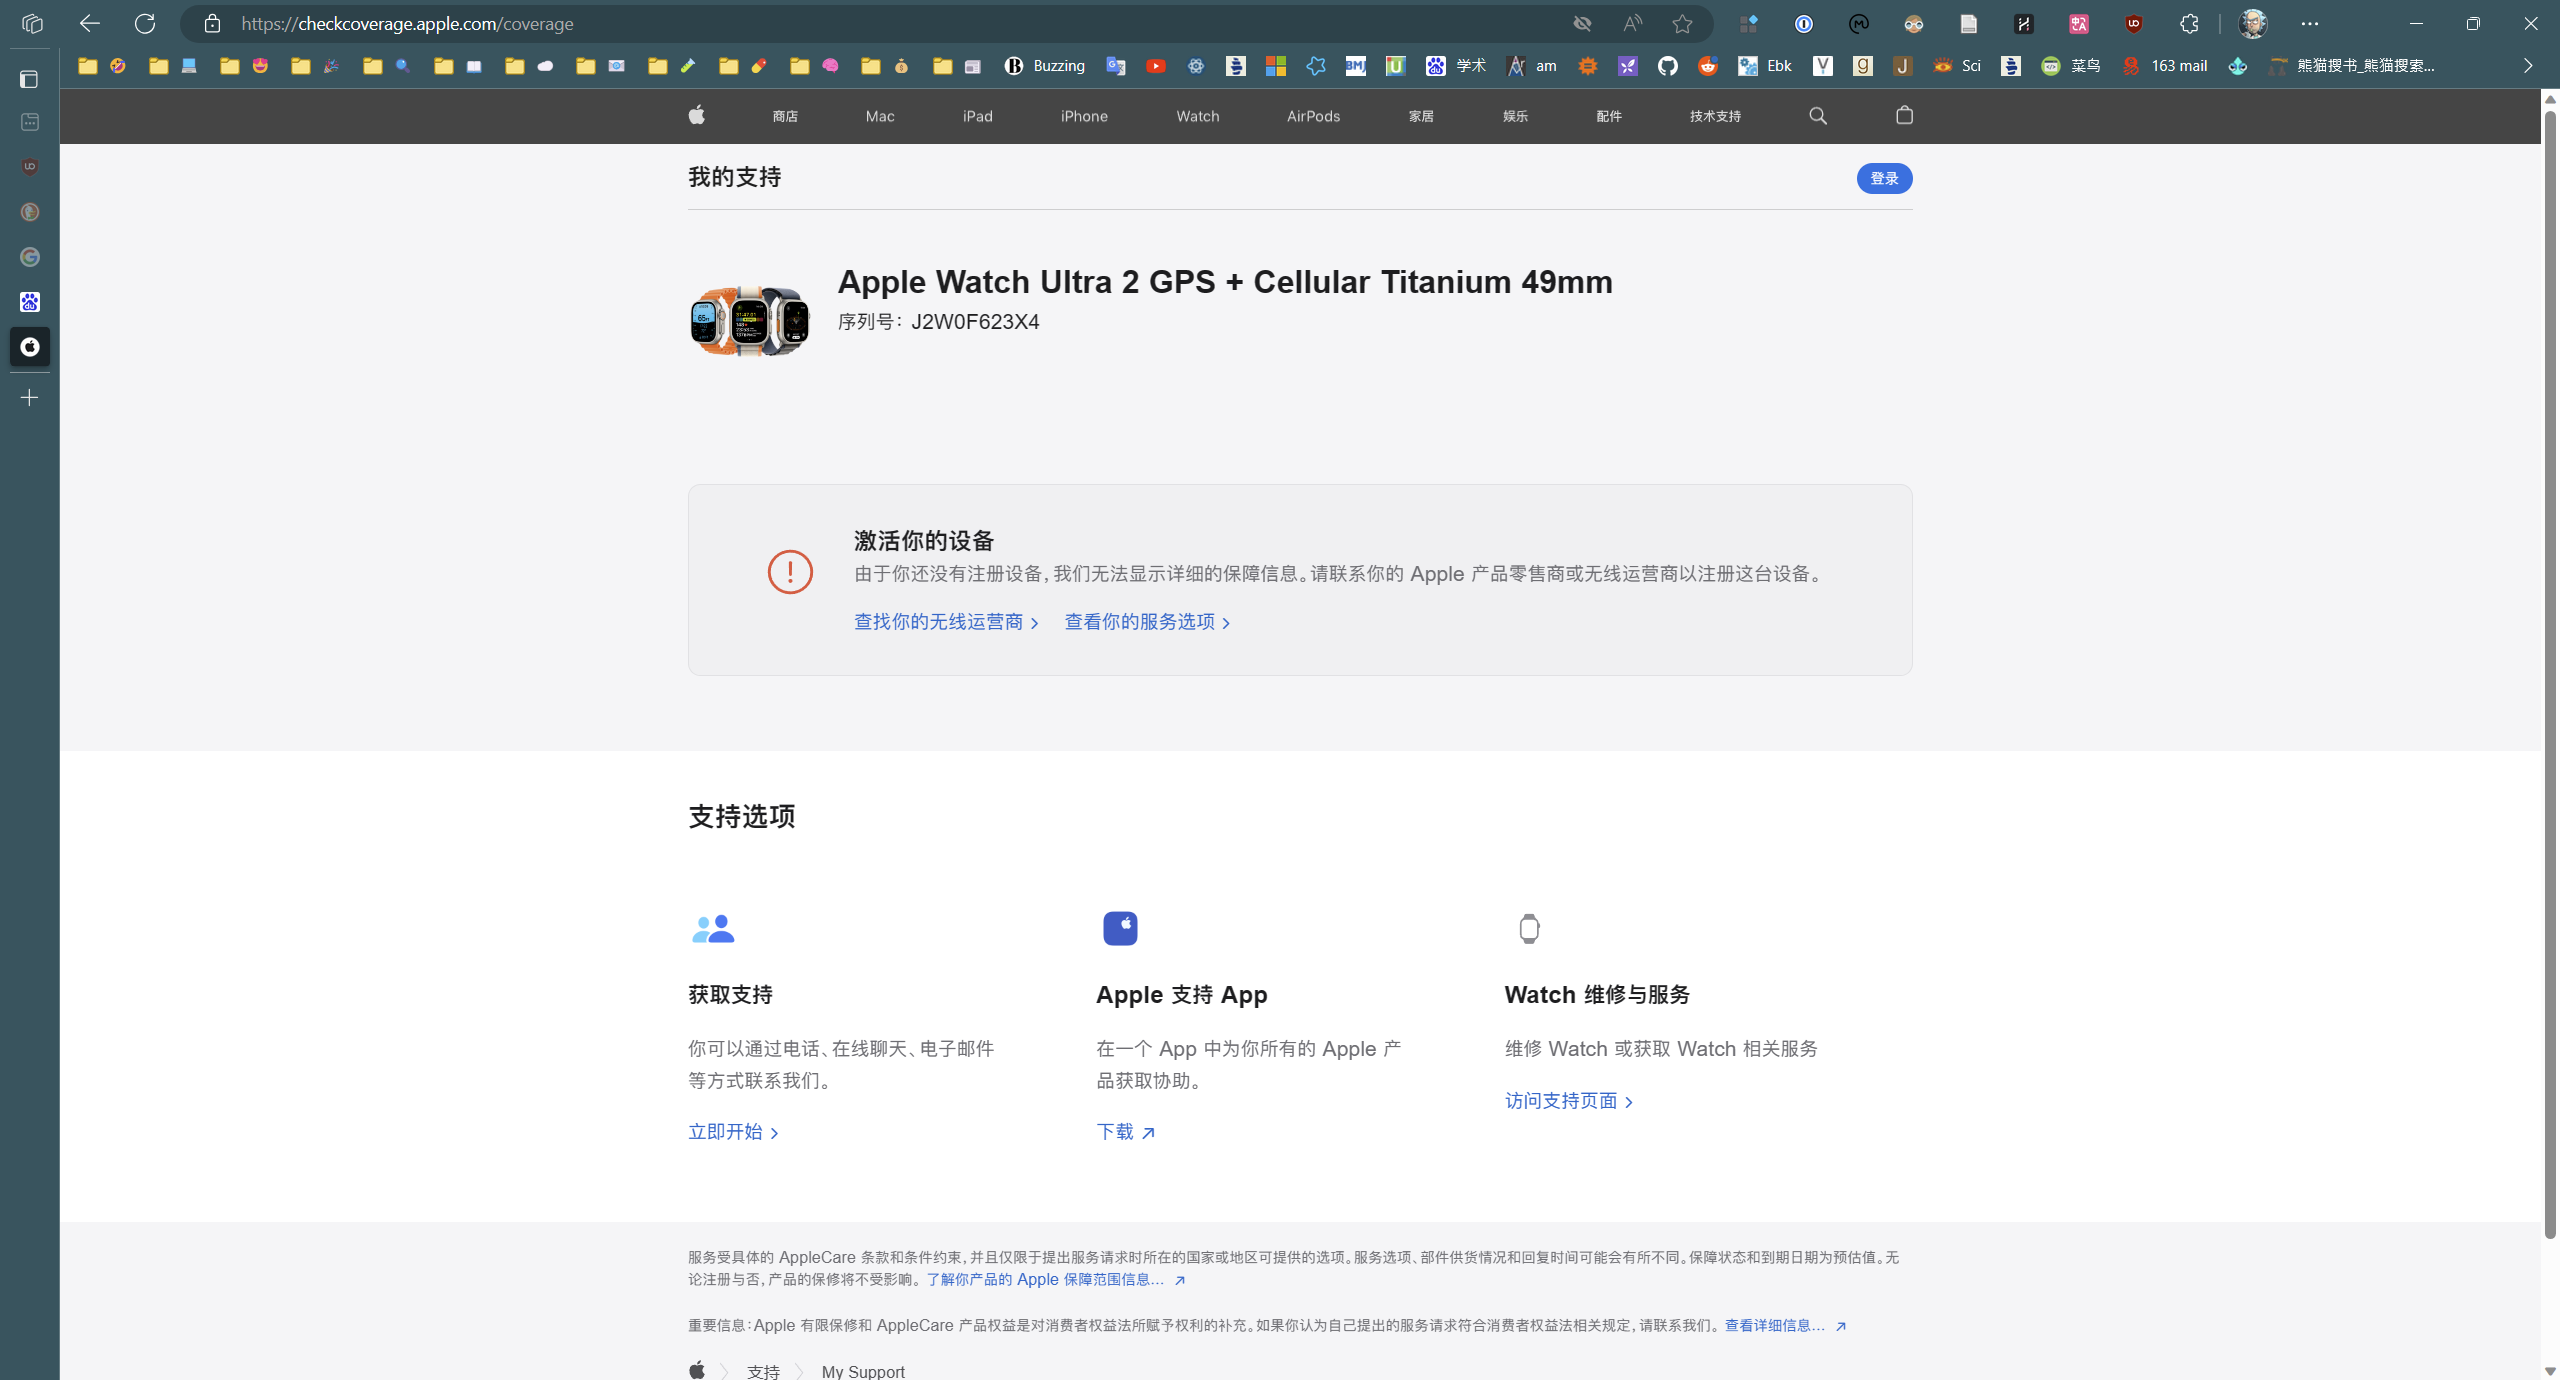 https://checkcoverage.apple.com/coverage
Buzzing
学术
am
Ebk
Sci
菜鸟
163 mail
熊猫搜书_熊猫搜索...
商店
Mac
iPad
iPhone
Watch
AirPods
家居
娱乐
配件
技术支持
我的支持
登录
Apple Watch Ultra 2 GPS + Cellular Titanium 49mm
序列号：J2W0F623X4
激活你的设备
由于你还没有注册设备，我们无法显示详细的保障信息。请联系你的 Apple 产品零售商或无线运营商以注册这台设备。
查找你的无线运营商 查看你的服务选项
支持选项
获取支持
你可以通过电话、在线聊天、电子邮件
等方式联系我们。
立即开始
Apple 支持 App
在一个 App 中为你所有的 Apple 产
品获取协助。
下载
Watch 维修与服务
维修 Watch 或获取 Watch 相关服务
访问支持页面
服务受具体的 AppleCare 条款和条件约束，并且仅限于提出服务请求时所在的国家或地区可提供的选项。服务选项、部件供货情况和回复时间可能会有所不同。保障状态和到期日期为预估值。无
论注册与否，产品的保修将不受影响。了解你产品的 Apple 保障范围信息...
重要信息：Apple 有限保修和 AppleCare 产品权益是对消费者权益法所赋予权利的补充。如果你认为自己提出的服务请求符合消费者权益法相关规定，请联系我们。查看详细信息...
支持 My Support